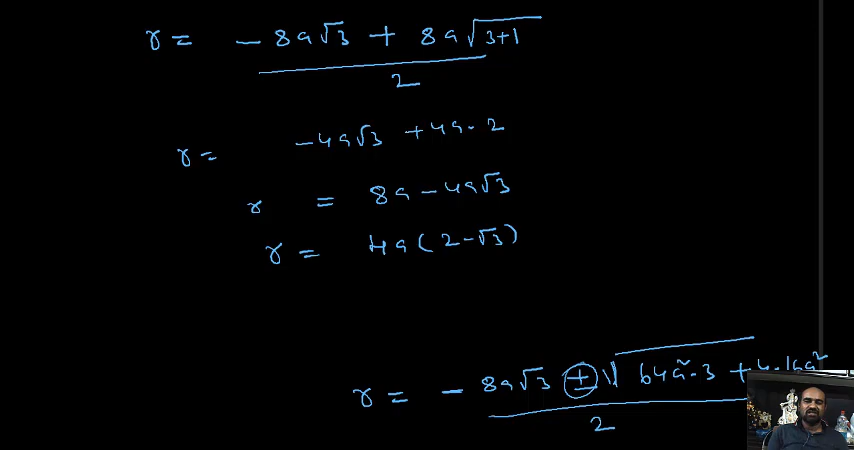 r = (-8a√3 + 8a√(3+1)) / 2
r = -4a√3 + 4a·2
r = 8a - 4a√3
r = 4a(2-√3)
r = (-8a√3 ± √(64a²·3 + 4·16a²)) / 2